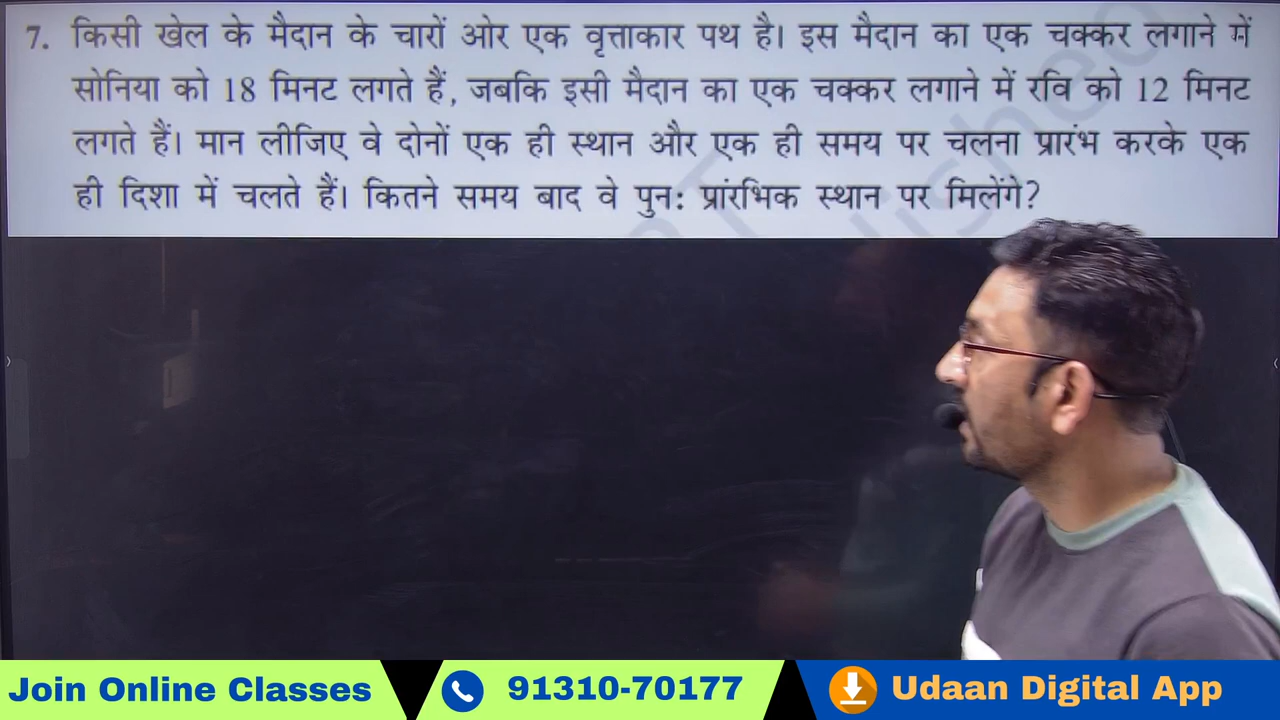 7. किसी खेल के मैदान के चारों ओर एक वृत्ताकार पथ है। इस मैदान का एक चक्कर लगाने में
सोनिया को 18 मिनट लगते हैं, जबकि इसी मैदान का एक चक्कर लगाने में रवि को 12 मिनट
लगते हैं। मान लीजिए वे दोनों एक ही स्थान और एक ही समय पर चलना प्रारंभ करके एक
ही दिशा में चलते हैं। कितने समय बाद वे पुन: प्रांरभिक स्थान पर मिलेंगे?
Join Online Classes
91310-70177
Udaan Digital App